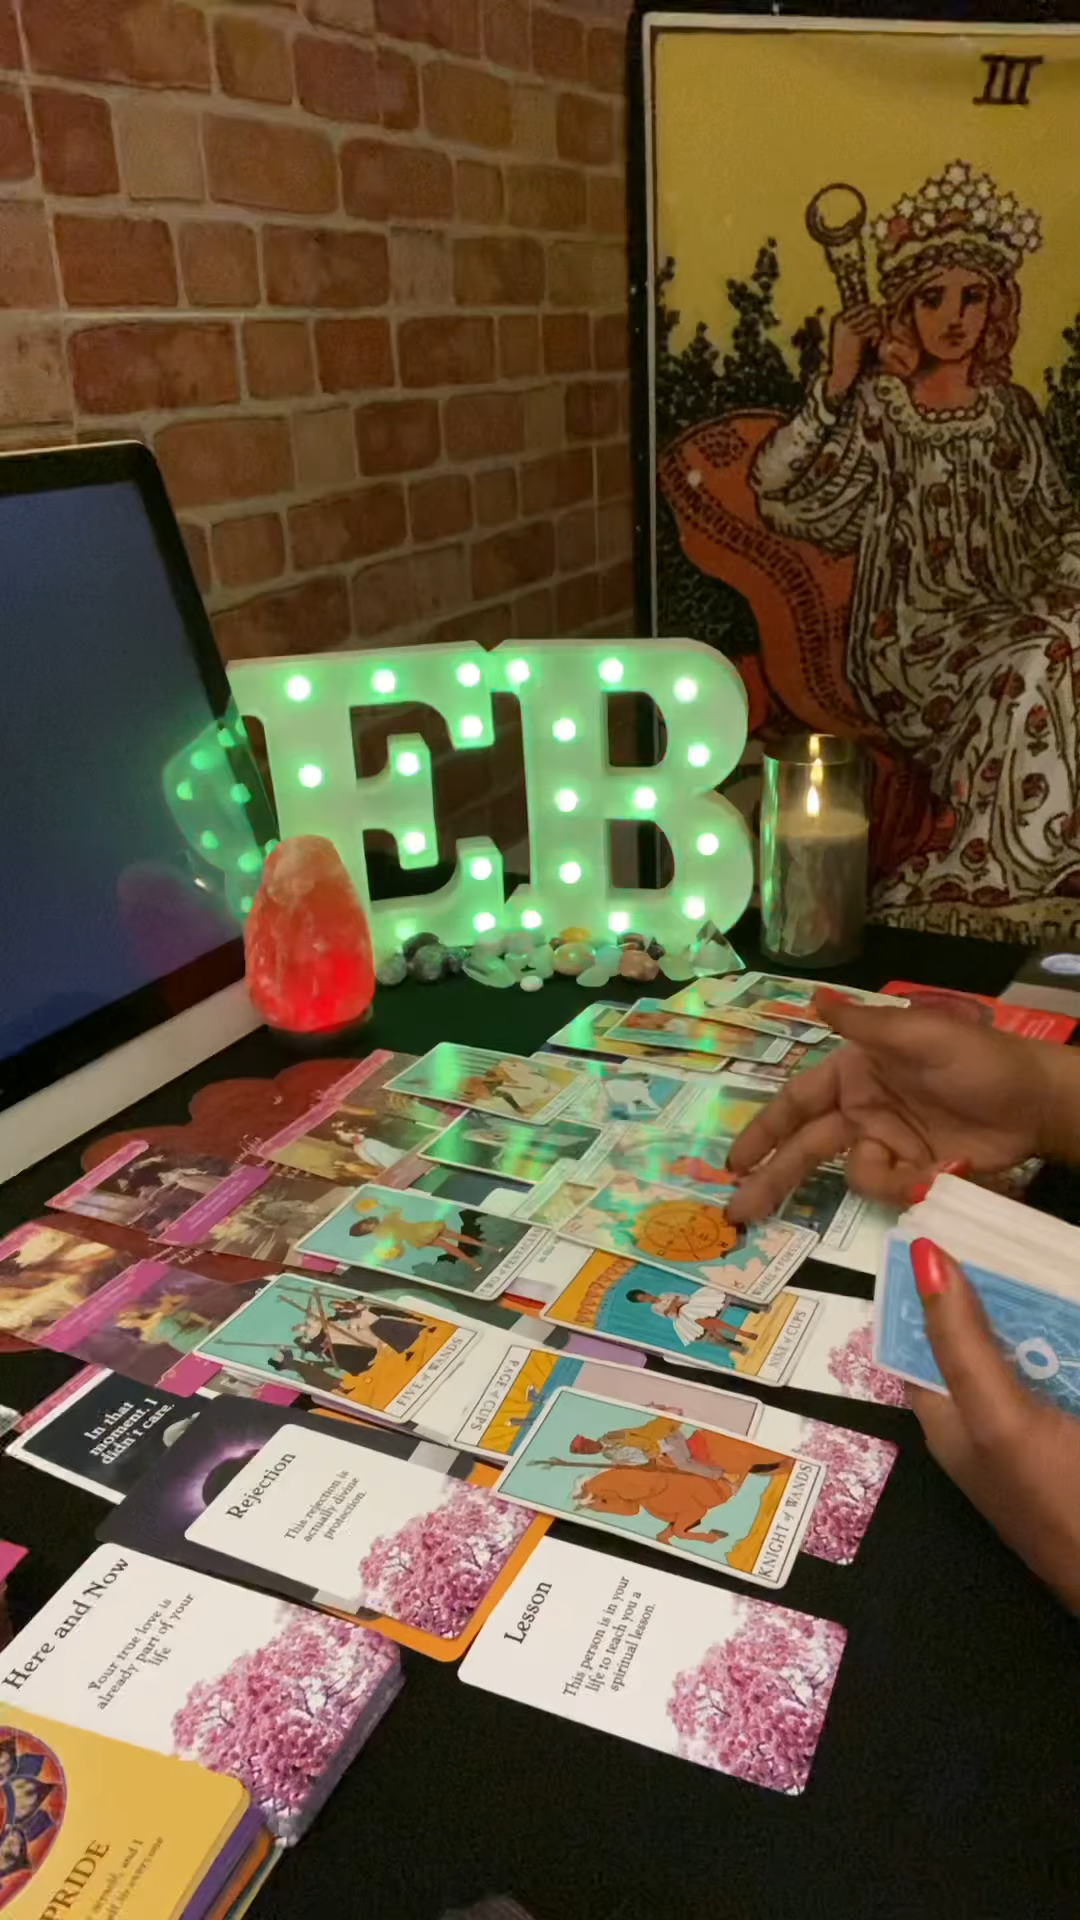 III
EB
TWO of PENTACLES
WHEEL of FORTUNE
FIVE of WANDS
NINE of CUPS
PAGE of CUPS
KNIGHT of WANDS
In that
moment, I
didn't care.
Rejection
This rejection is
actually divine
protection.
Here and Now
Your true love is
already part of your
life
Lesson
This person is in your
life to teach you a
spiritual lesson.
PRIDE